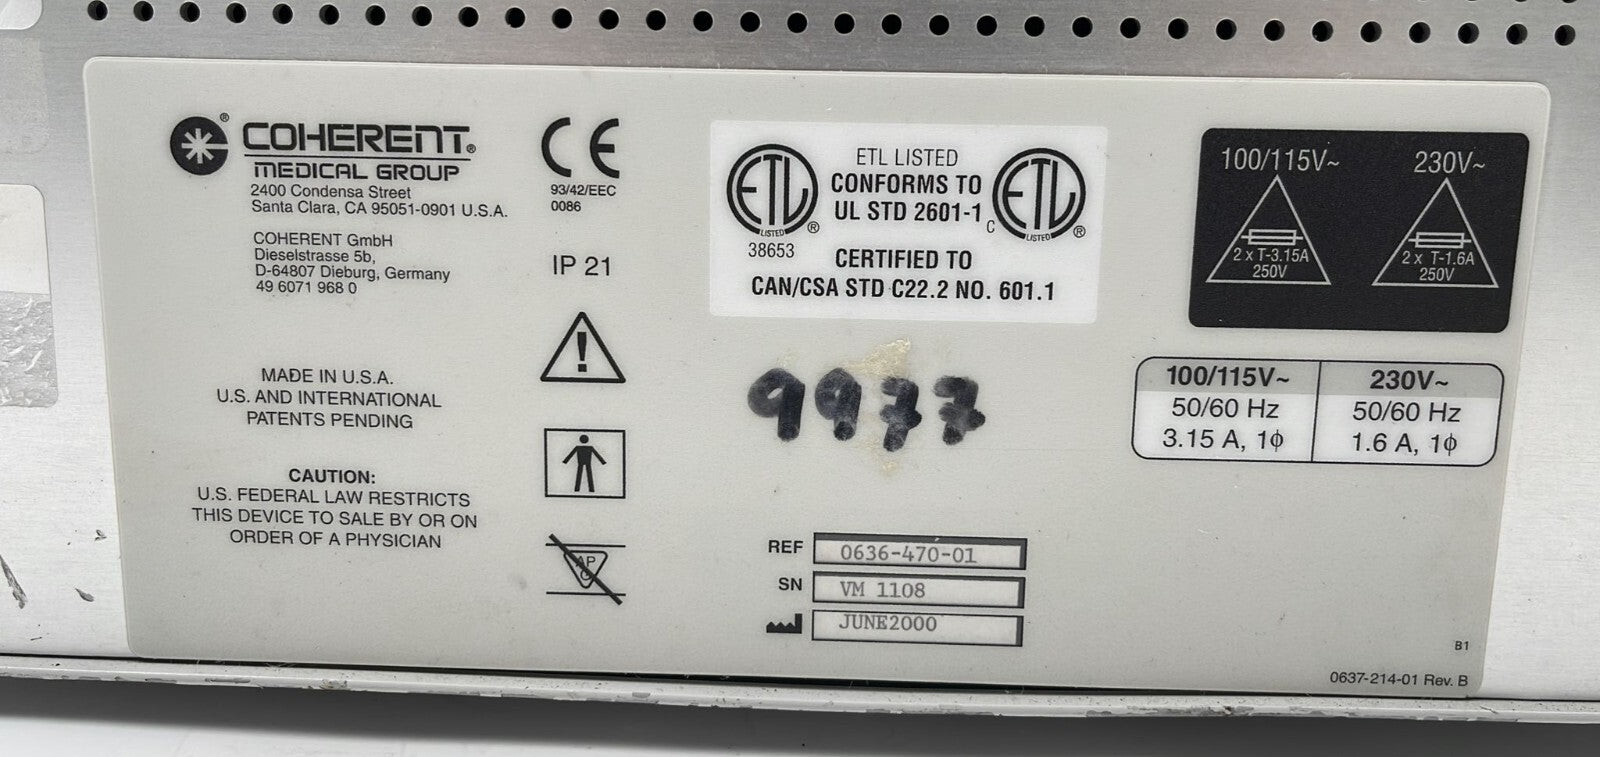 COHERENT®
MEDICAL GROUP
2400 Condensa Street
Santa Clara, CA 95051-0901 U.S.A.
COHERENT GmbH
Dieselstrasse 5b,
D-64807 Dieburg, Germany
49 6071 968 0
MADE IN U.S.A.
U.S. AND INTERNATIONAL
PATENTS PENDING
CAUTION:
U.S. FEDERAL LAW RESTRICTS
THIS DEVICE TO SALE BY OR ON
ORDER OF A PHYSICIAN
CE
93/42/EEC
0086
IP 21
!
AP
G
ETL
LISTED
®
38653
ETL LISTED
CONFORMS TO
UL STD 2601-1
C
ETL
LISTED
®
CERTIFIED TO
CAN/CSA STD C22.2 NO. 601.1
9977
REF 0636-470-01
SN VM 1108
JUNE2000
100/115V~
2 x T-3.15A
250V
230V~
2 x T-1.6A
250V
100/115V~ 230V~
50/60 Hz 50/60 Hz
3.15 A, 1ϕ 1.6 A, 1ϕ
B1
0637-214-01 Rev. B